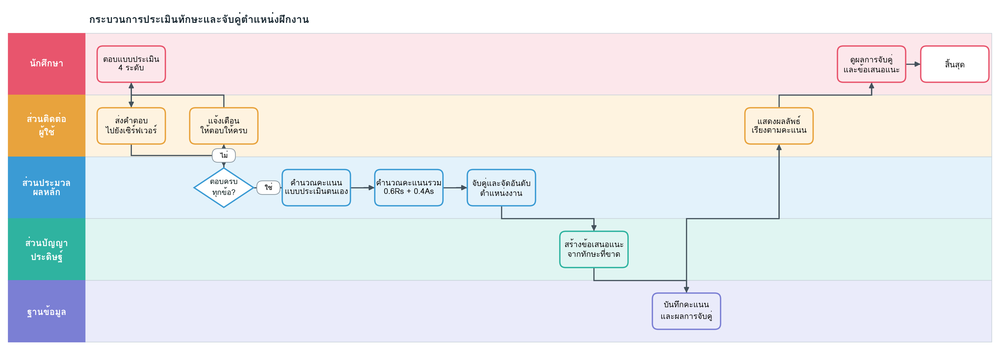 กระบวนการประเมินทักษะและจับคู่ตำแหน่งฝึกงาน
นักศึกษา
ตอบแบบประเมิน
4 ระดับ
ดูผลการจับคู่
และข้อเสนอแนะ
สิ้นสุด
ส่วนติดต่อ
ผู้ใช้
ส่งคำตอบ
ไปยังเซิร์ฟเวอร์
แจ้งเตือน
ให้ตอบให้ครบ
แสดงผลลัพธ์
เรียงตามคะแนน
ไม่
ส่วนประมวล
ผลหลัก
ตอบครบ
ทุกข้อ?
ใช่
คำนวณคะแนน
แบบประเมินตนเอง
คำนวณคะแนนรวม
0.6Rs + 0.4As
จับคู่และจัดอันดับ
ตำแหน่งงาน
ส่วนปัญญา
ประดิษฐ์
สร้างข้อเสนอแนะ
จากทักษะที่ขาด
ฐานข้อมูล
บันทึกคะแนน
และผลการจับคู่